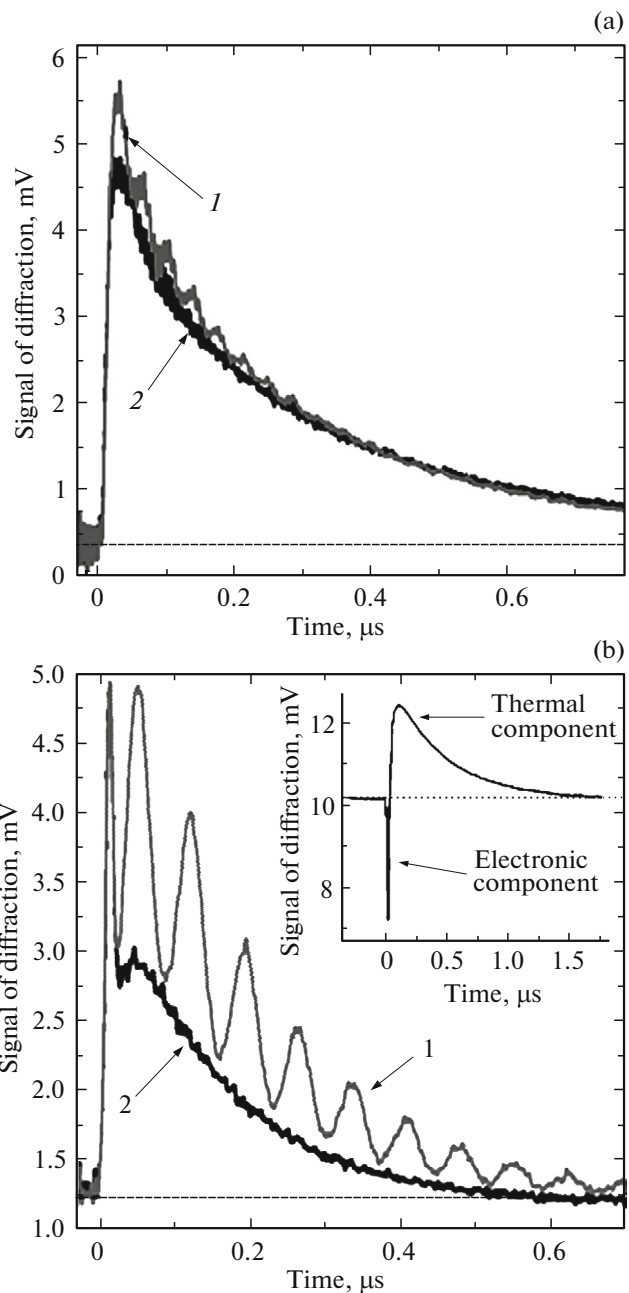 (a)
Signal of diffraction, mV
6
5
4
3
2
1
0
1
2
0 0.2 0.4 0.6
Time, μs
(b)
Signal of diffraction, mV
5.0
4.5
4.0
3.5
3.0
2.5
2.0
1.5
1.0
2
1
0 0.2 0.4 0.6
Time, μs
Signal of diffraction, mV
12
10
8
Thermal
component
Electronic
component
0 0.5 1.0 1.5
Time, μs